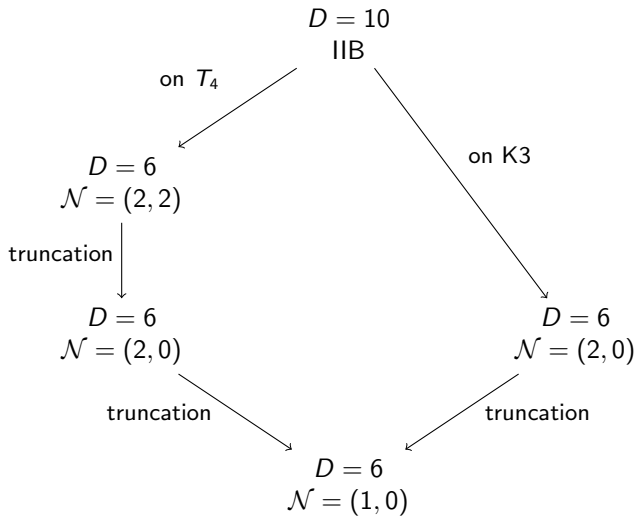 D = 10
IIB
on T₄
on K3
D = 6
𝒩 = (2, 2)
truncation
D = 6
𝒩 = (2, 0)
D = 6
𝒩 = (2, 0)
truncation
truncation
D = 6
𝒩 = (1, 0)